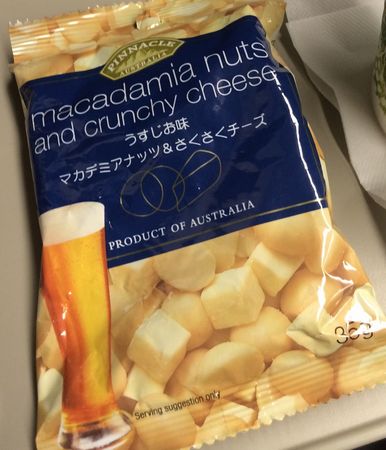 PINNACLE
AUSTRALIA
macadamia nuts
and crunchy cheese
うすじお味
マカデミアナッツ&さくさくチーズ
PRODUCT OF AUSTRALIA
Serving suggestion only